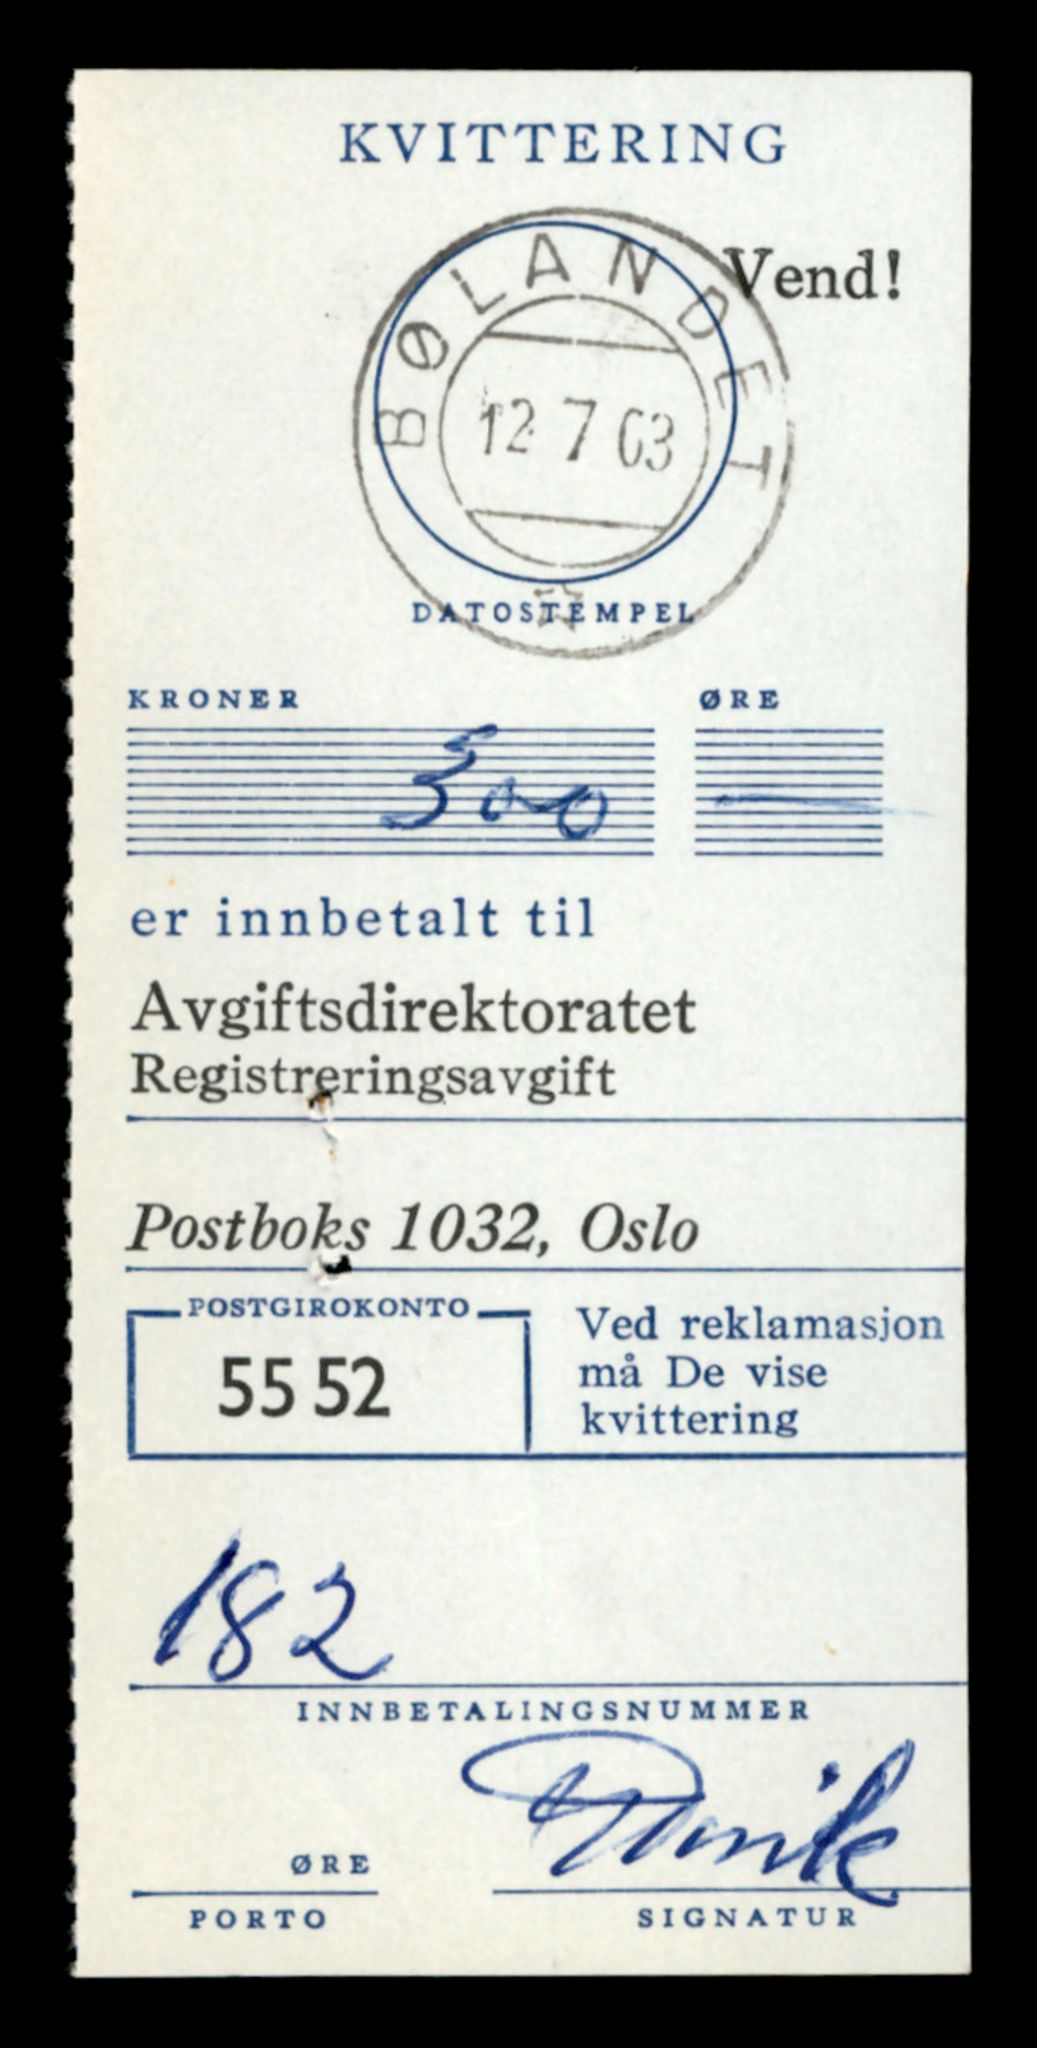 KVITTERING
Vend!
BØLANDET
12 7 63
DATOSTEMPEL
KRONER ØRE
300 —
er innbetalt til
Avgiftsdirektoratet
Registreringsavgift
Postboks 1032, Oslo
POSTGIROKONTO
55 52
Ved reklamasjon
må De vise
kvittering
182
INNBETALINGSNUMMER
ØRE
PORTO
SIGNATUR